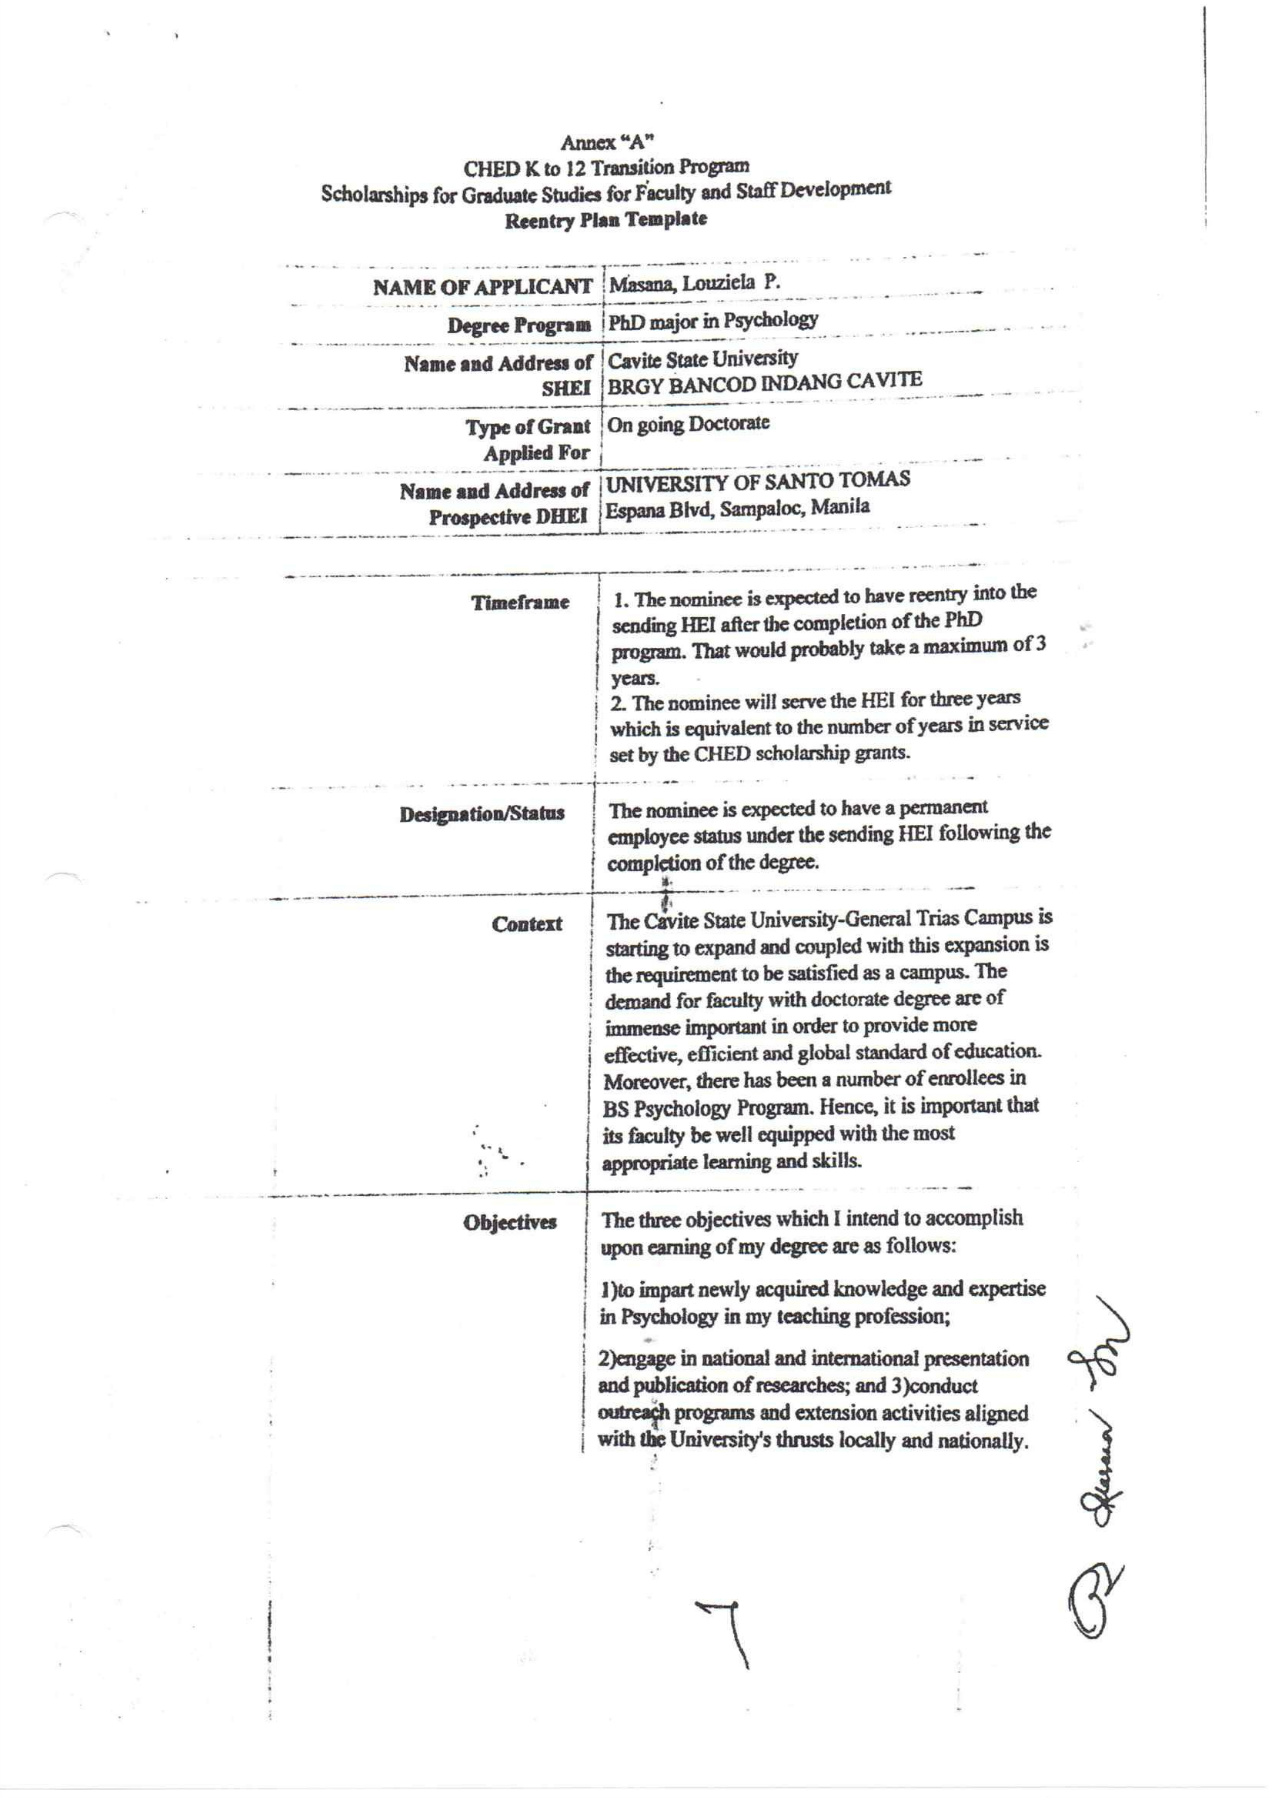 Annex “A”
CHED K to 12 Transition Program
Scholarships for Graduate Studies for Faculty and Staff Development
Reentry Plan Template
NAME OF APPLICANT Masana, Louziela P.
Degree Program PhD major in Psychology
Name and Address of SHEI Cavite State University
BRGY BANCOD INDANG CAVITE
Type of Grant Applied For On going Doctorate
Name and Address of Prospective DHEI UNIVERSITY OF SANTO TOMAS
Espana Blvd, Sampaloc, Manila
Timeframe 1. The nominee is expected to have reentry into the
sending HEI after the completion of the PhD
program. That would probably take a maximum of 3
years.
2. The nominee will serve the HEI for three years
which is equivalent to the number of years in service
set by the CHED scholarship grants.
Designation/Status The nominee is expected to have a permanent
employee status under the sending HEI following the
completion of the degree.
Context The Cavite State University-General Trias Campus is
starting to expand and coupled with this expansion is
the requirement to be satisfied as a campus. The
demand for faculty with doctorate degree are of
immense important in order to provide more
effective, efficient and global standard of education.
Moreover, there has been a number of enrollees in
BS Psychology Program. Hence, it is important that
its faculty be well equipped with the most
appropriate learning and skills.
Objectives The three objectives which I intend to accomplish
upon earning of my degree are as follows:
1)to impart newly acquired knowledge and expertise
in Psychology in my teaching profession;
2)engage in national and international presentation
and publication of researches; and 3)conduct
outreach programs and extension activities aligned
with the University's thrusts locally and nationally.